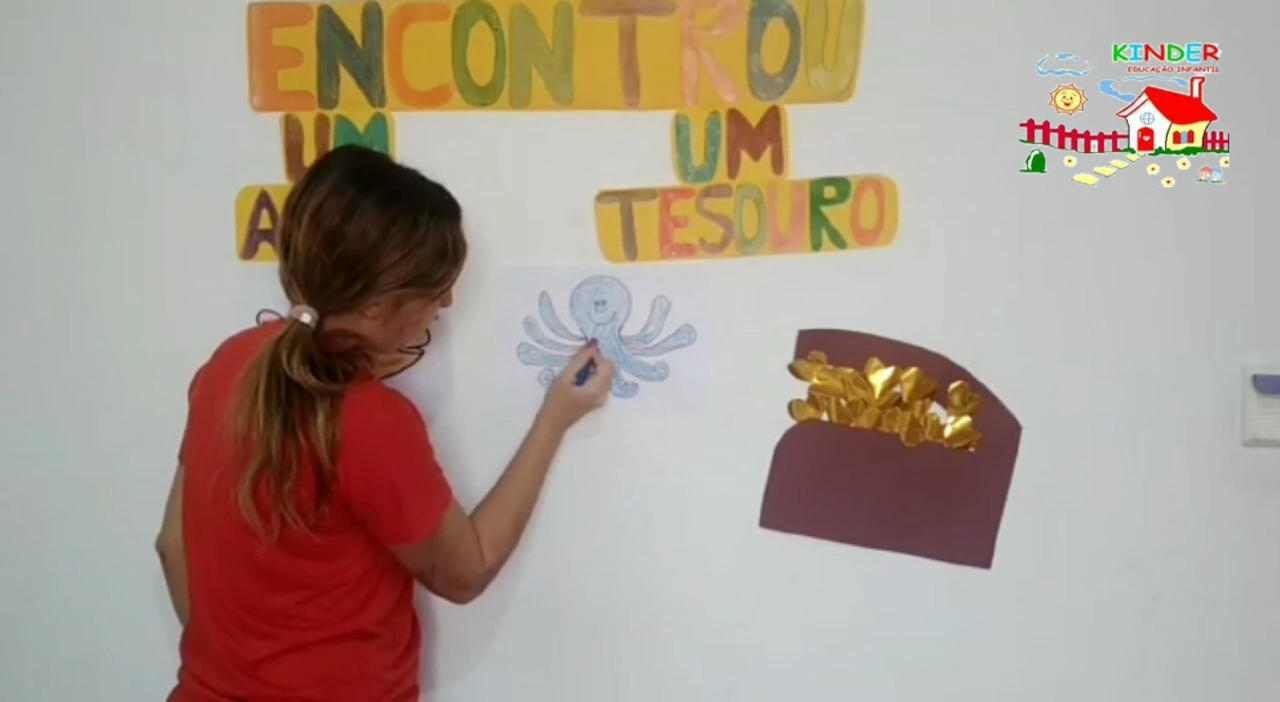 ENCONTROU
UM
UM
TESOURO
KINDER
EDUCAÇÃO INFANTIL